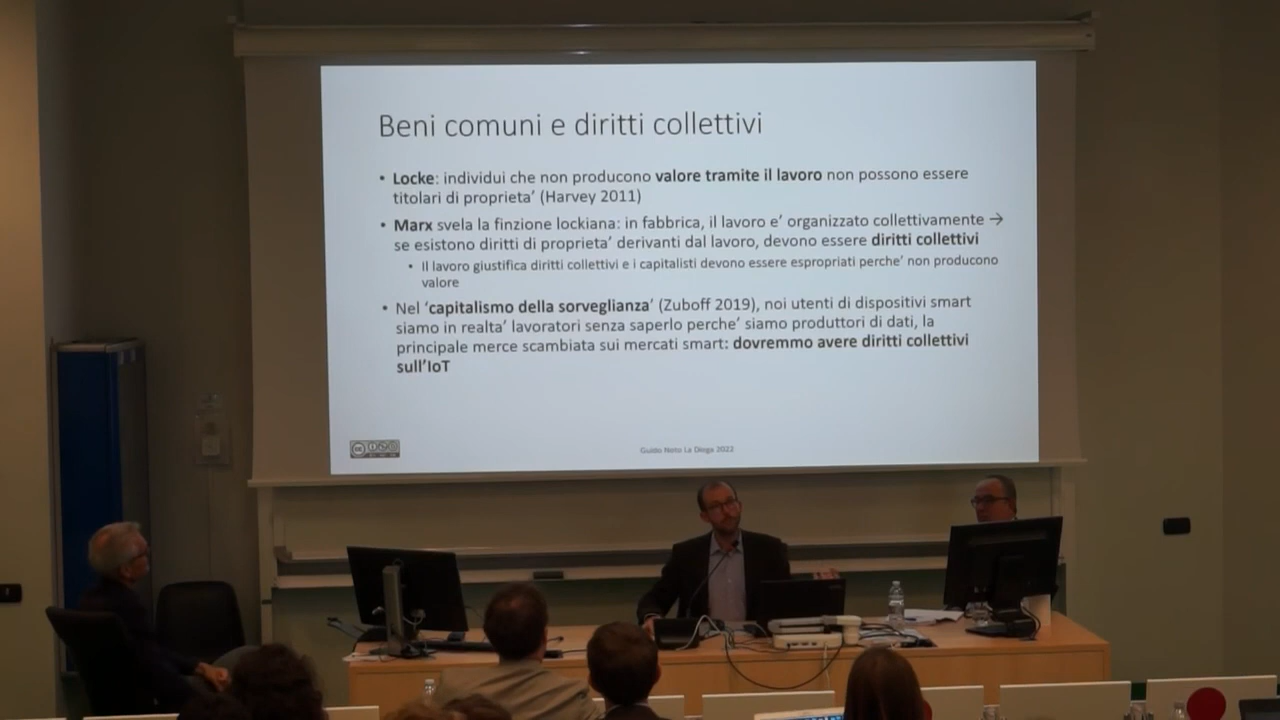 Beni comuni e diritti collettivi
• Locke: individui che non producono valore tramite il lavoro non possono essere
titolari di proprieta' (Harvey 2011)
• Marx svela la finzione lockiana: in fabbrica, il lavoro e' organizzato collettivamente →
se esistono diritti di proprieta' derivanti dal lavoro, devono essere diritti collettivi
• Il lavoro giustifica diritti collettivi e i capitalisti devono essere espropriati perche' non producono
valore
• Nel 'capitalismo della sorveglianza' (Zuboff 2019), noi utenti di dispositivi smart
siamo in realta' lavoratori senza saperlo perche' siamo produttori di dati, la
principale merce scambiata sui mercati smart: dovremmo avere diritti collettivi
sull'IoT
cc
Guido Noto La Diega 2022